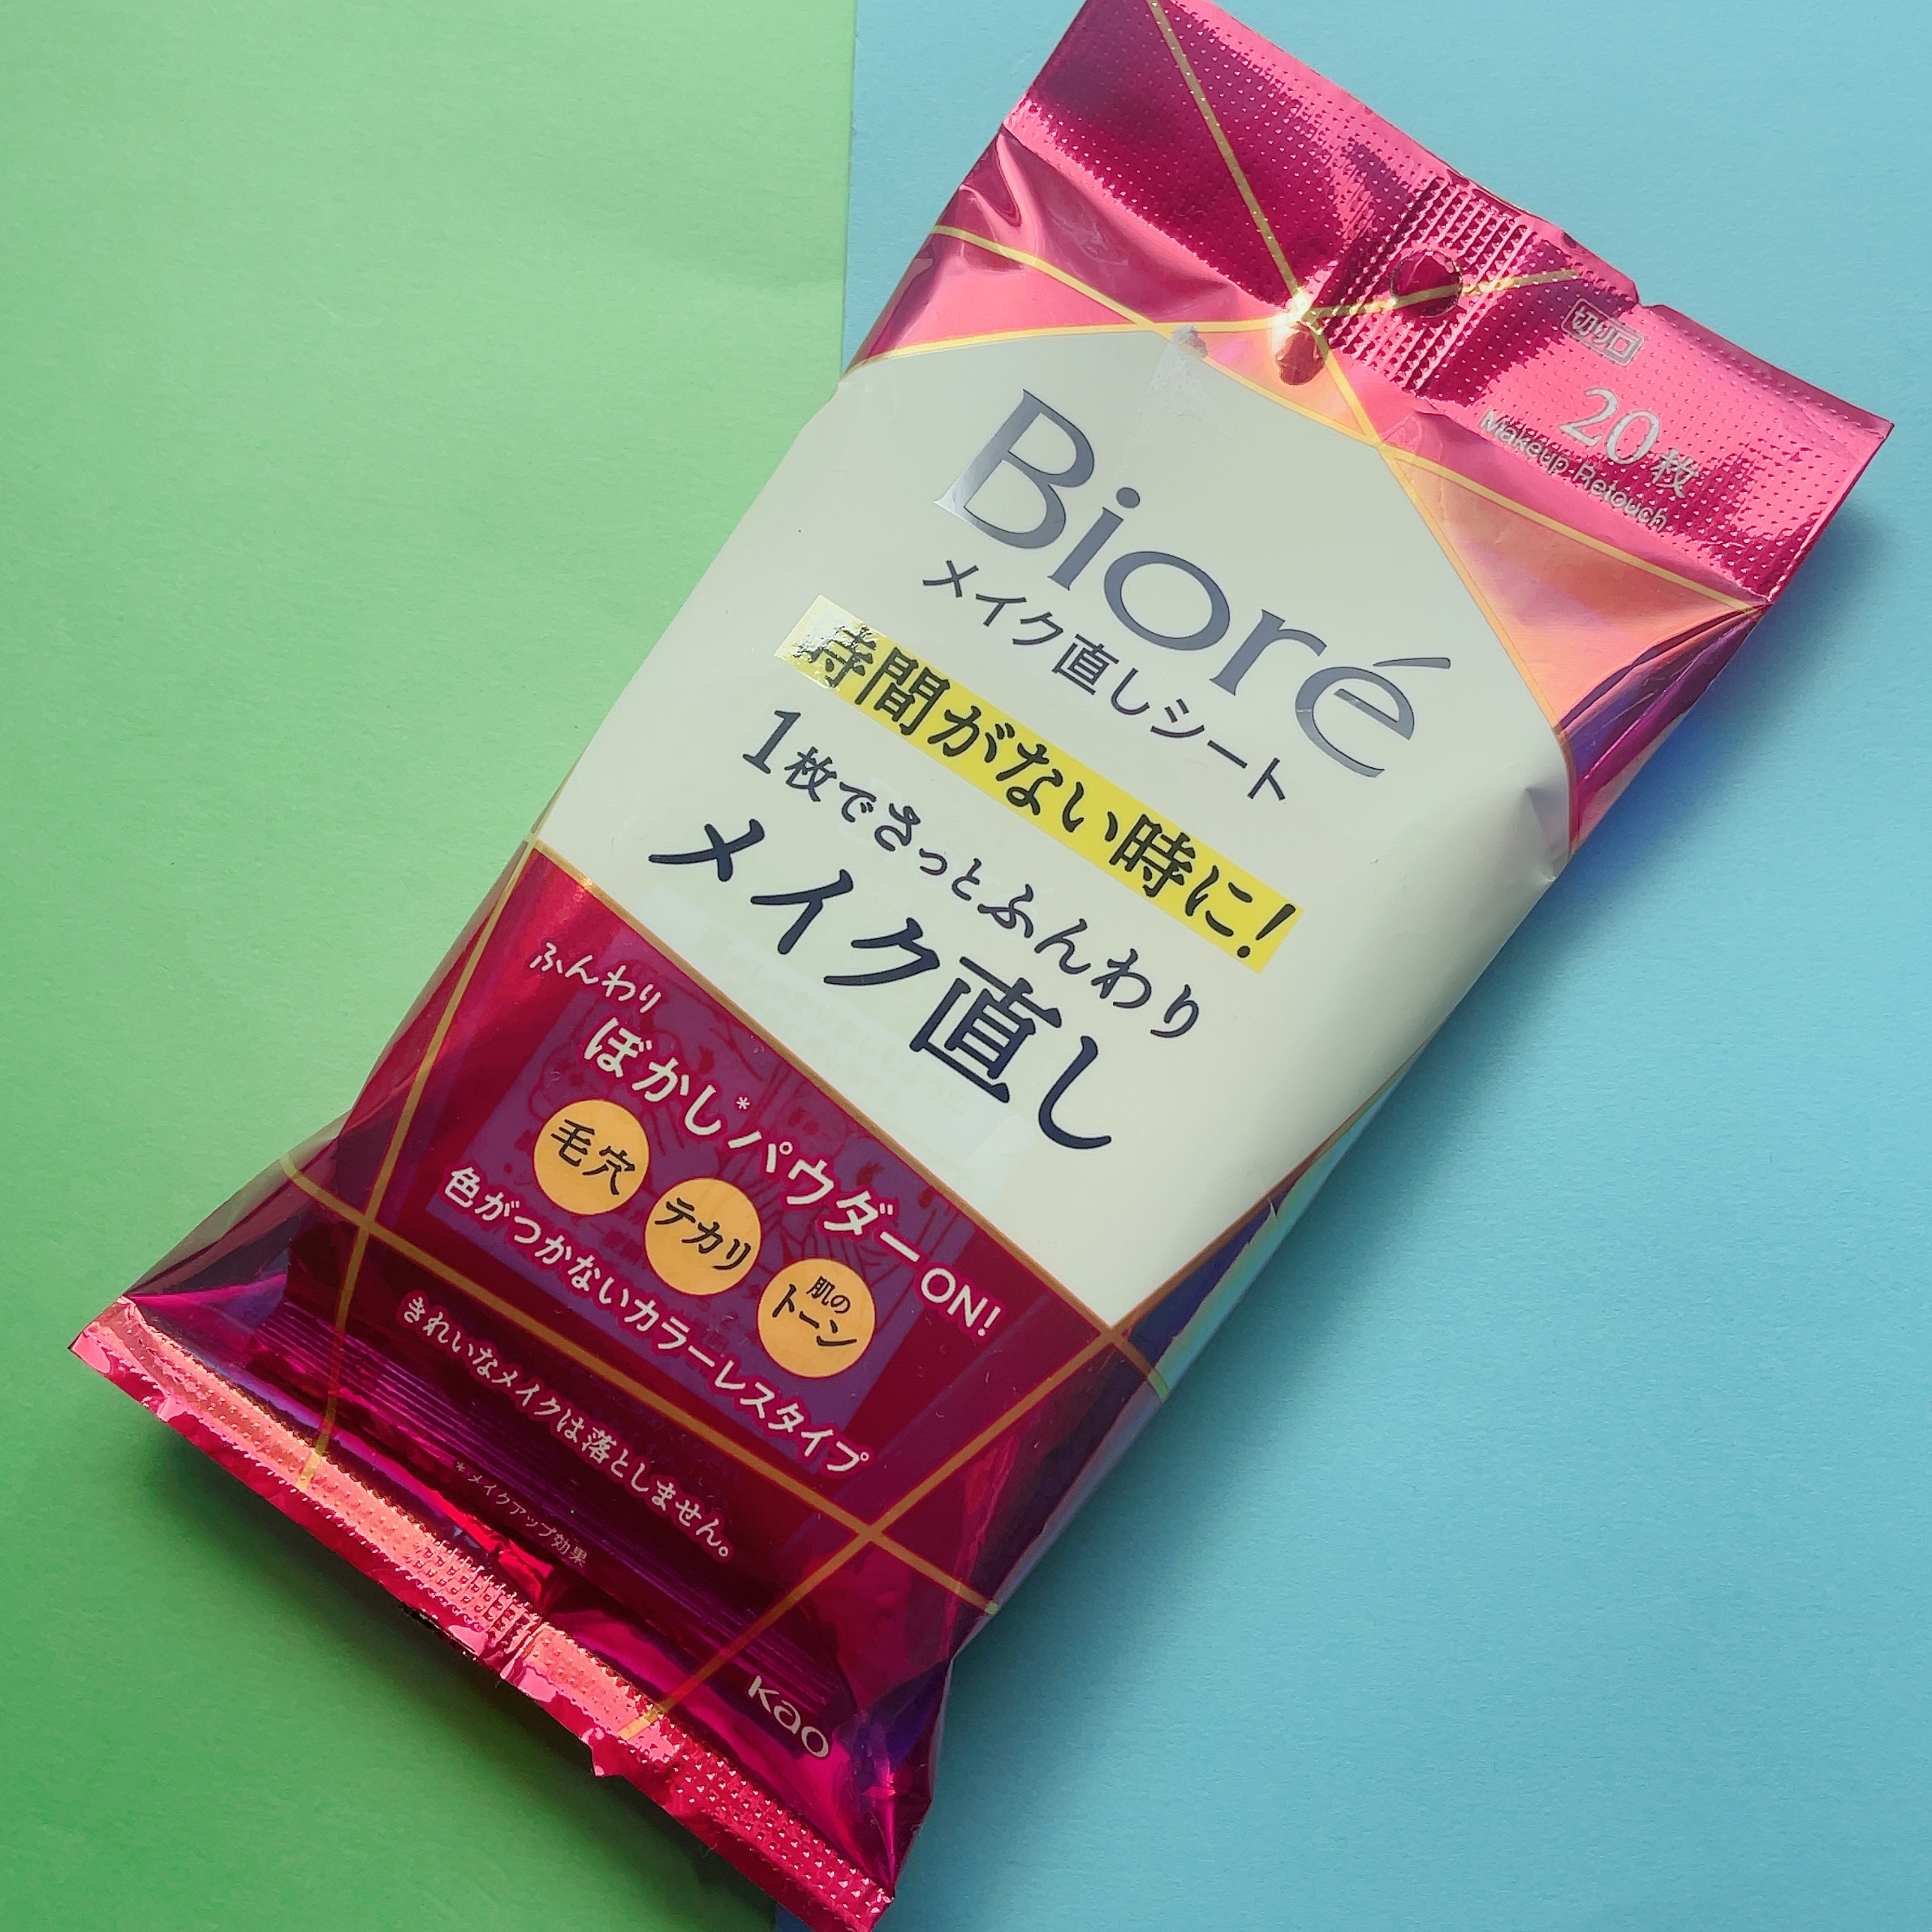 切り口
20枚
Makeup Retouch
Bioré
メイク直しシート
時間がない時に!
1枚でさっとふんわり
メイク直し
ふんわり
ぼかし*パウダーON!
毛穴
テカリ
肌の
トーン
色がつかないカラーレスタイプ
きれいなメイクは落としません。
*メイクアップ効果
Kao